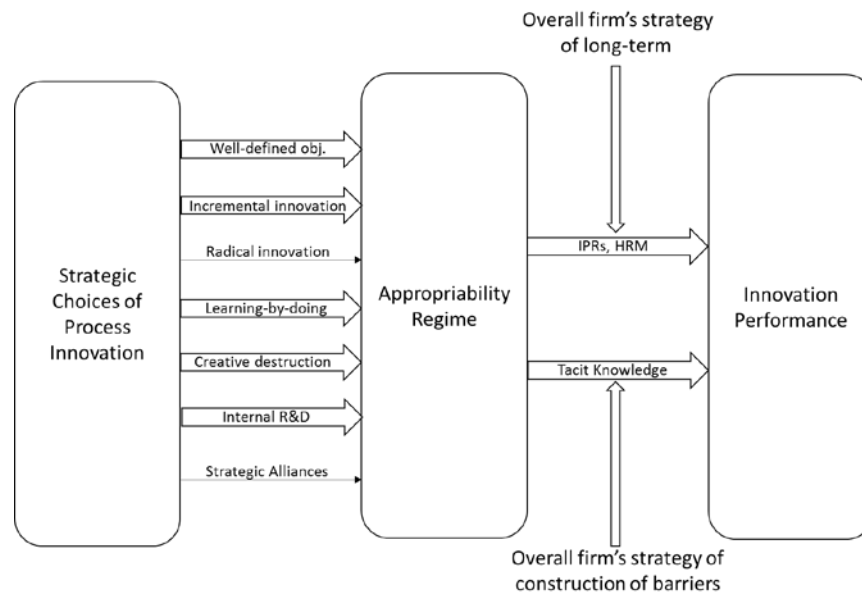 Overall firm's strategy
of long-term
Well-defined obj.
Incremental innovation
Radical innovation
Learning-by-doing
Creative destruction
Internal R&D
Strategic Alliances
Strategic
Choices of
Process
Innovation
Appropriability
Regime
IPRs, HRM
Tacit Knowledge
Innovation
Performance
Overall firm's strategy of
construction of barriers